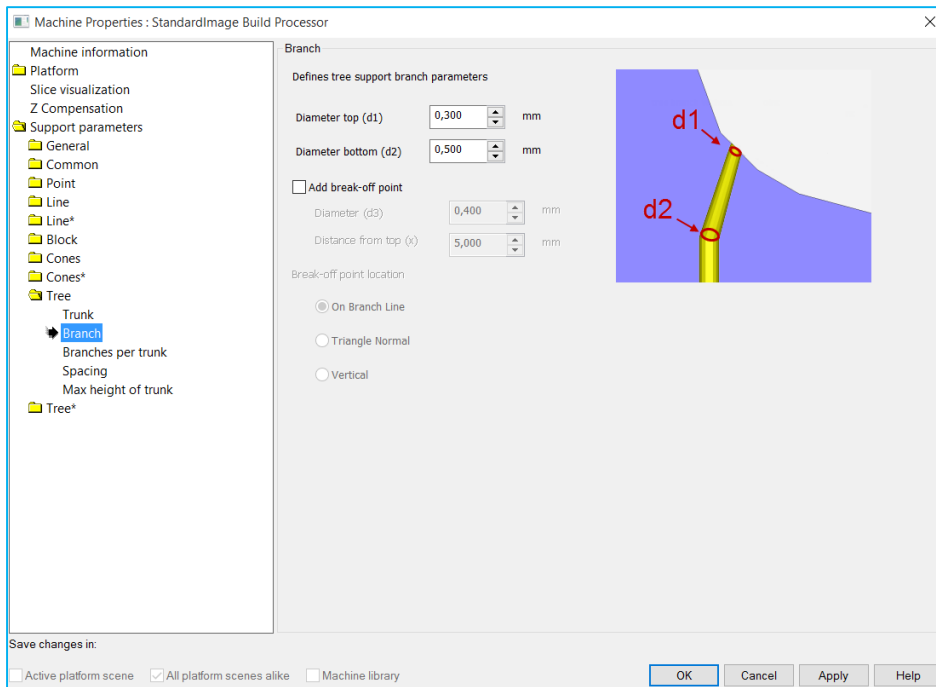 Machine Properties : StandardImage Build Processor
Machine information
Platform
Slice visualization
Z Compensation
Support parameters
General
Common
Point
Line
Line*
Block
Cones
Cones*
Tree
Trunk
Branch
Branches per trunk
Spacing
Max height of trunk
Tree*
Branch
Defines tree support branch parameters
Diameter top (d1) 0,300 mm
Diameter bottom (d2) 0,500 mm
Add break-off point
Diameter (d3) 0,400 mm
Distance from top (x) 5,000 mm
Break-off point location
On Branch Line
Triangle Normal
Vertical
d1
d2
Save changes in:
Active platform scene All platform scenes alike Machine library
OK Cancel Apply Help